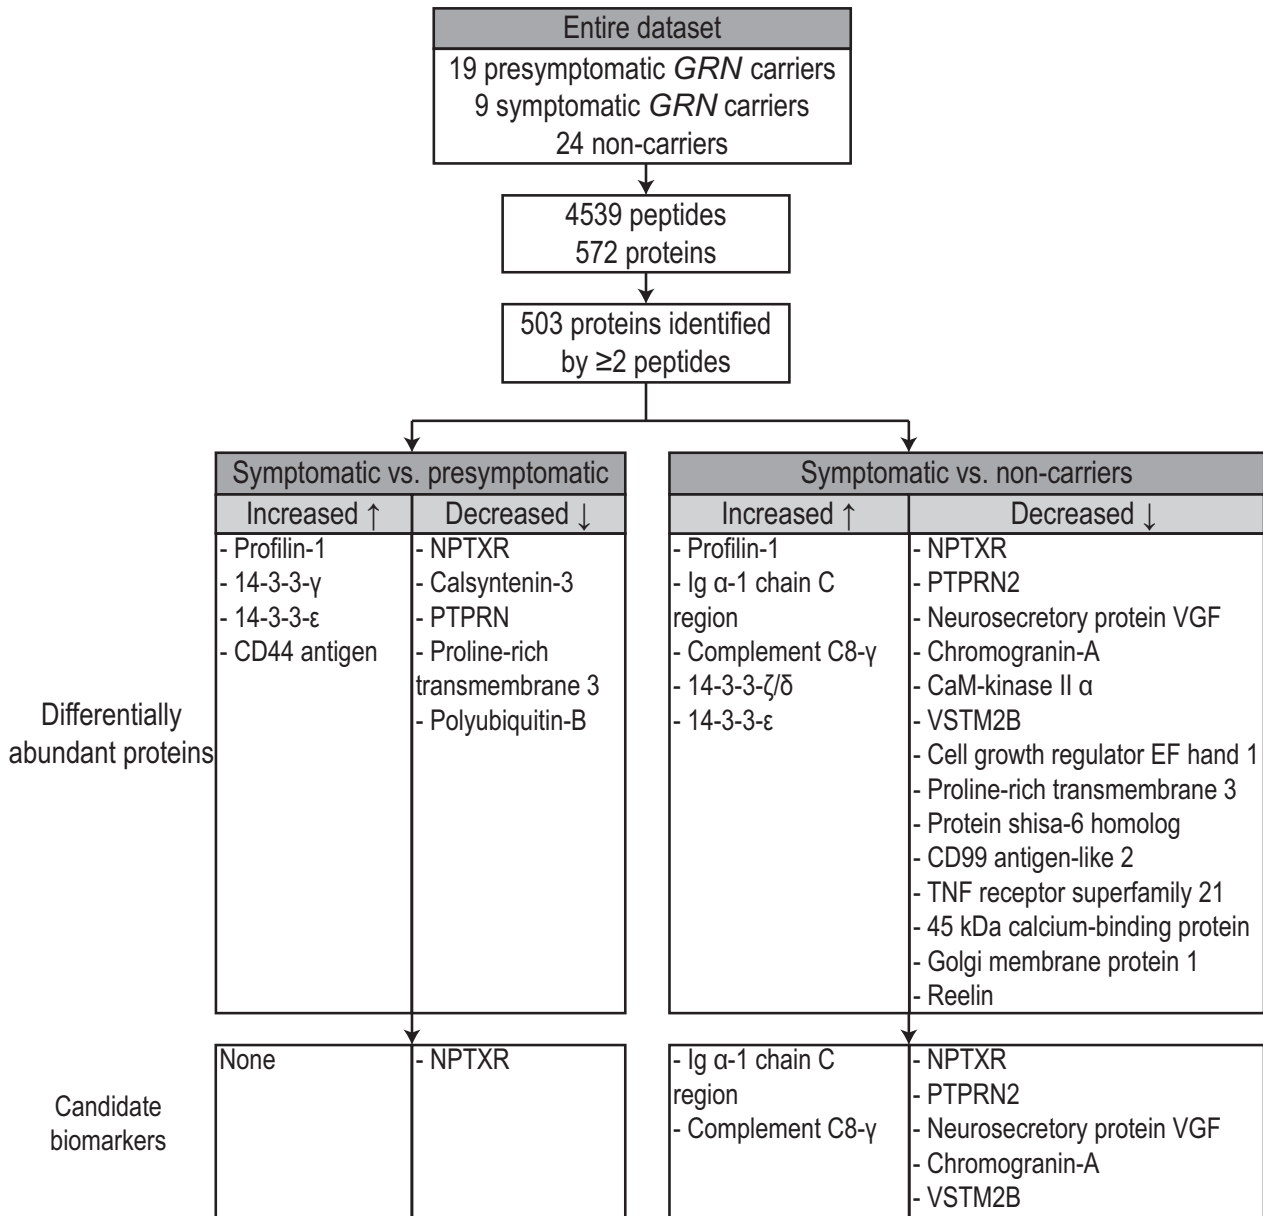 Entire dataset
19 presymptomatic GRN carriers
9 symptomatic GRN carriers
24 non-carriers
4539 peptides
572 proteins
503 proteins identified
by ≥2 peptides
Symptomatic vs. presymptomatic
Increased ↑
Decreased ↓
- Profilin-1
- 14-3-3-γ
- 14-3-3-ε
- CD44 antigen
- NPTXR
- Calsyntenin-3
- PTPRN
- Proline-rich
transmembrane 3
- Polyubiquitin-B
Symptomatic vs. non-carriers
Increased ↑
Decreased ↓
- Profilin-1
- Ig α-1 chain C
region
- Complement C8-γ
- 14-3-3-ζ/δ
- 14-3-3-ε
- NPTXR
- PTPRN2
- Neurosecretory protein VGF
- Chromogranin-A
- CaM-kinase II α
- VSTM2B
- Cell growth regulator EF hand 1
- Proline-rich transmembrane 3
- Protein shisa-6 homolog
- CD99 antigen-like 2
- TNF receptor superfamily 21
- 45 kDa calcium-binding protein
- Golgi membrane protein 1
- Reelin
Differentially
abundant proteins
Candidate
biomarkers
None
- NPTXR
- Ig α-1 chain C
region
- Complement C8-γ
- NPTXR
- PTPRN2
- Neurosecretory protein VGF
- Chromogranin-A
- VSTM2B